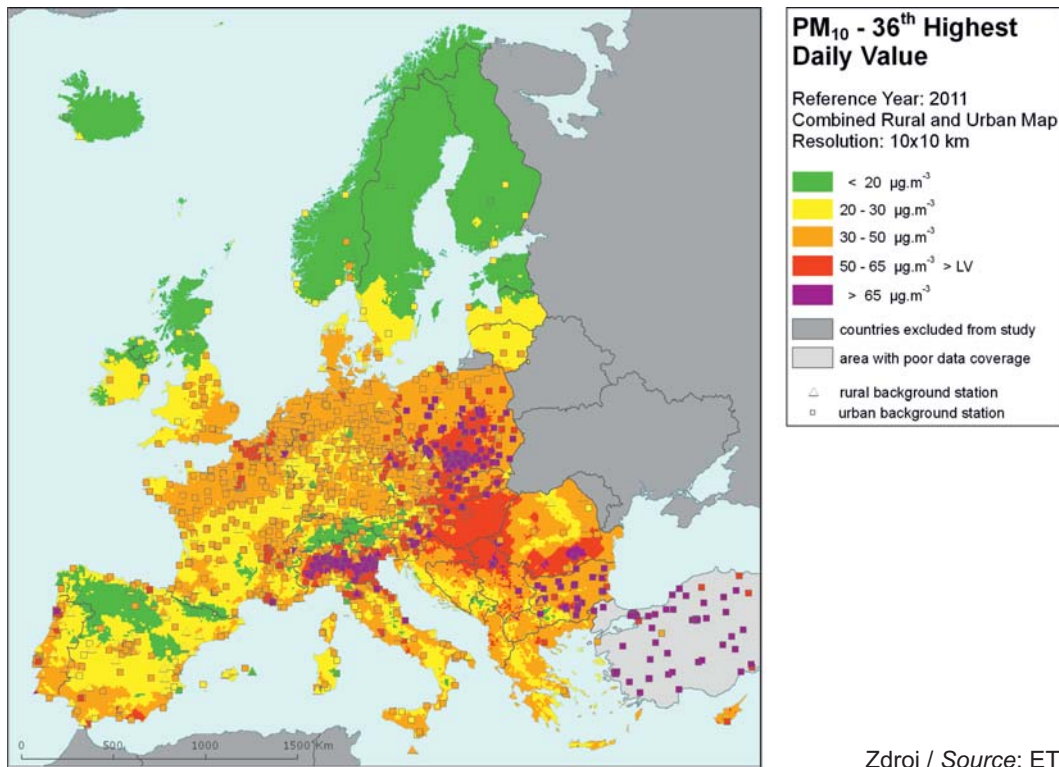 PM₁₀ - 36ᵗʰ Highest
Daily Value
Reference Year: 2011
Combined Rural and Urban Map
Resolution: 10x10 km
< 20 µg.m⁻³
20 - 30 µg.m⁻³
30 - 50 µg.m⁻³
50 - 65 µg.m⁻³ > LV
> 65 µg.m⁻³
countries excluded from study
area with poor data coverage
rural background station
urban background station
0 500 1000 1500 Km
Zdroj / Source: ET